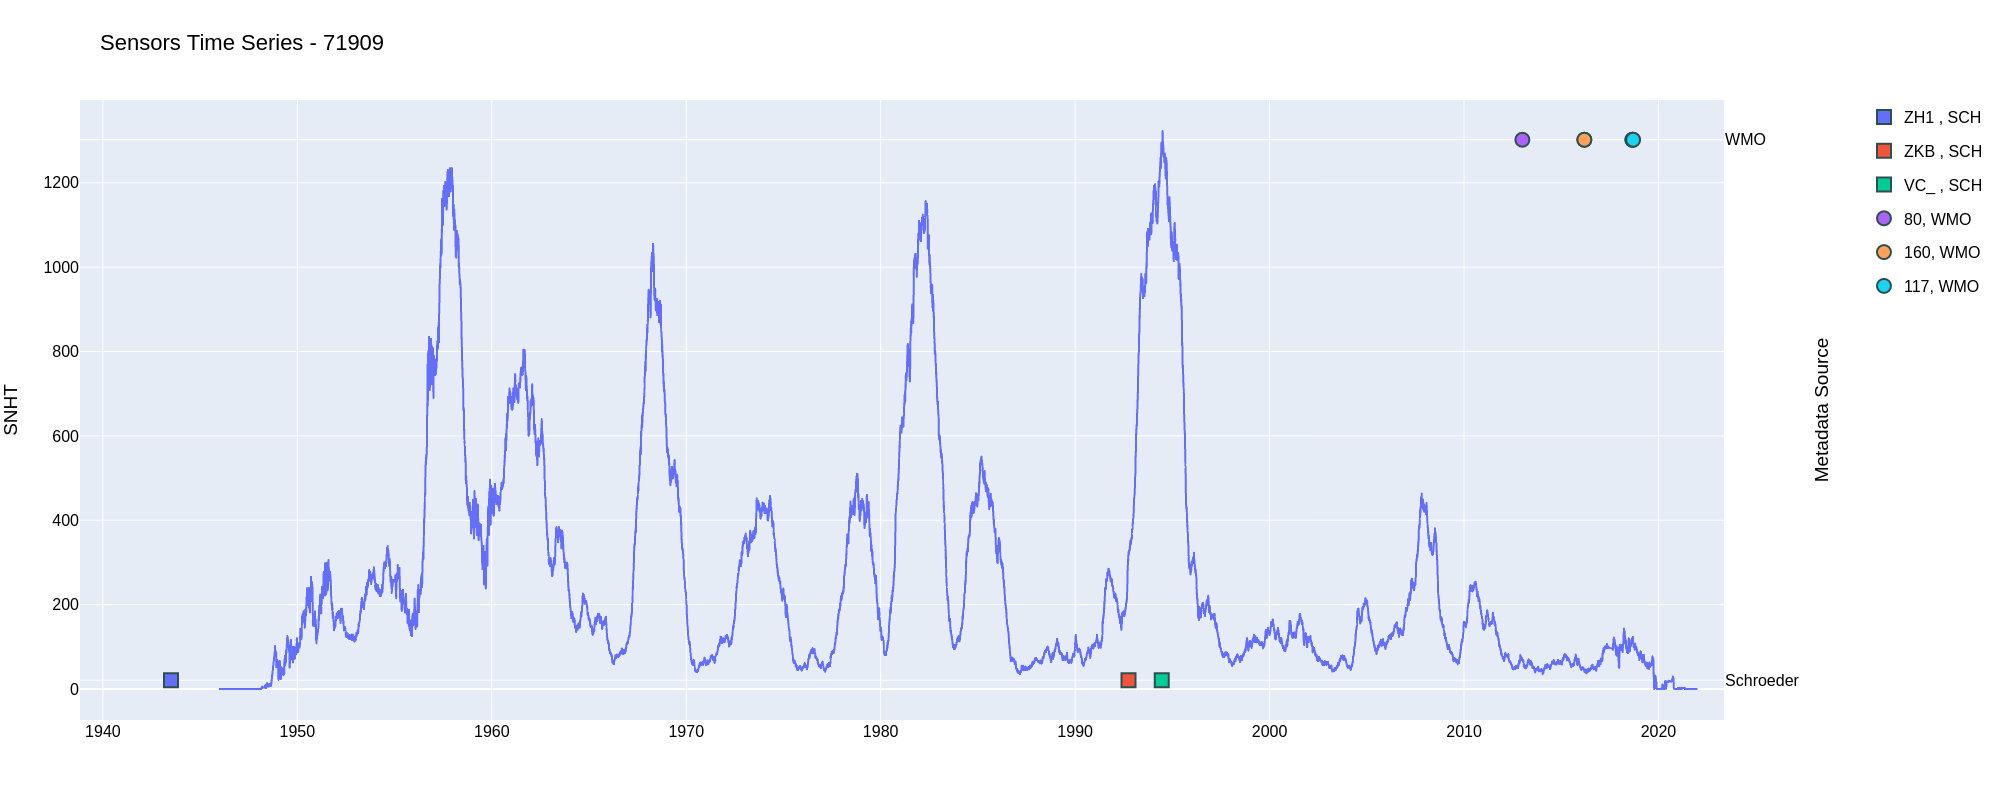 Sensors Time Series - 71909
ZH1 , SCH
ZKB , SCH
VC_ , SCH
80, WMO
160, WMO
117, WMO
WMO
Schroeder
Metadata Source
SNHT
1200
1000
800
600
400
200
0
1940 1950 1960 1970 1980 1990 2000 2010 2020